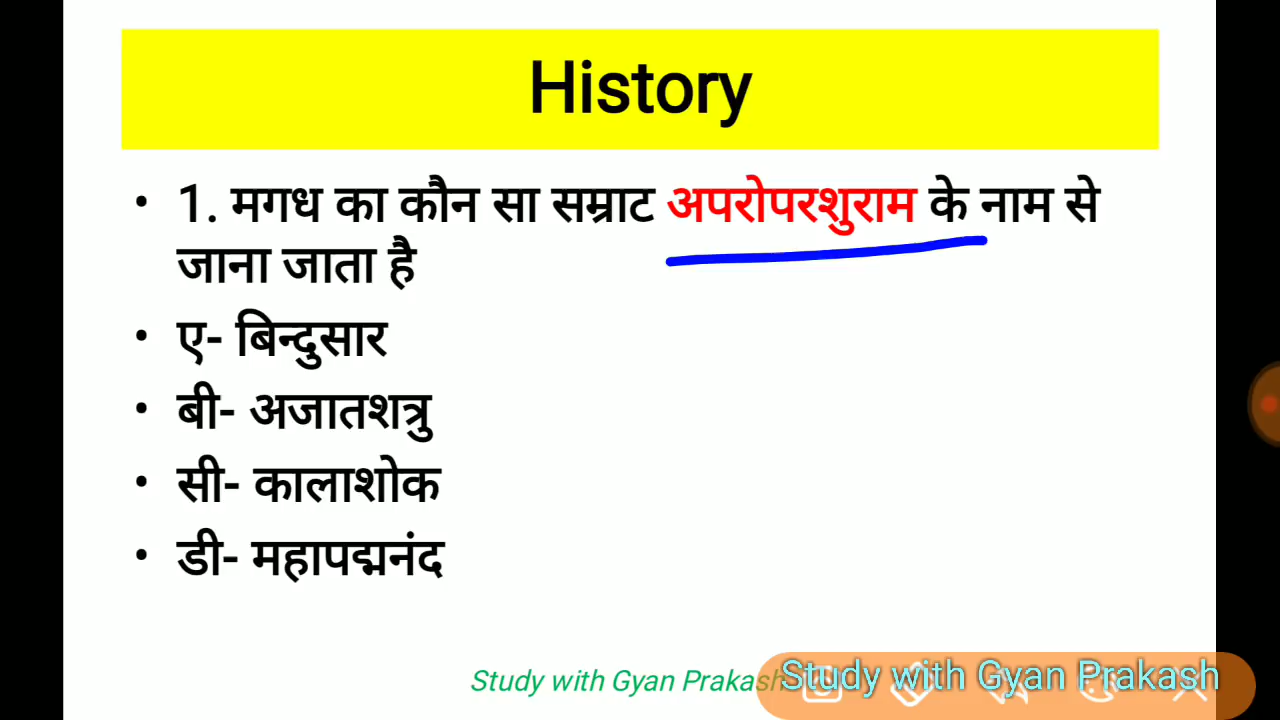 History
• 1. मगध का कौन सा सम्राट अपरोपरशुराम के नाम से
जाना जाता है
• ए- बिन्दुसार
• बी- अजातशत्रु
• सी- कालाशोक
• डी- महापद्मनंद
Study with Gyan Prakash
Study with Gyan Prakash